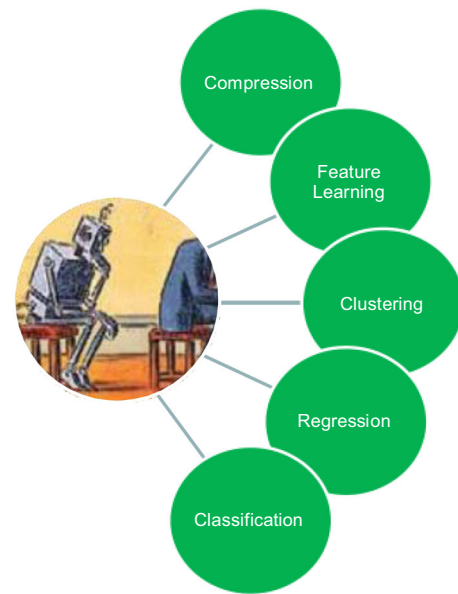 Compression
Feature
Learning
Clustering
Regression
Classification